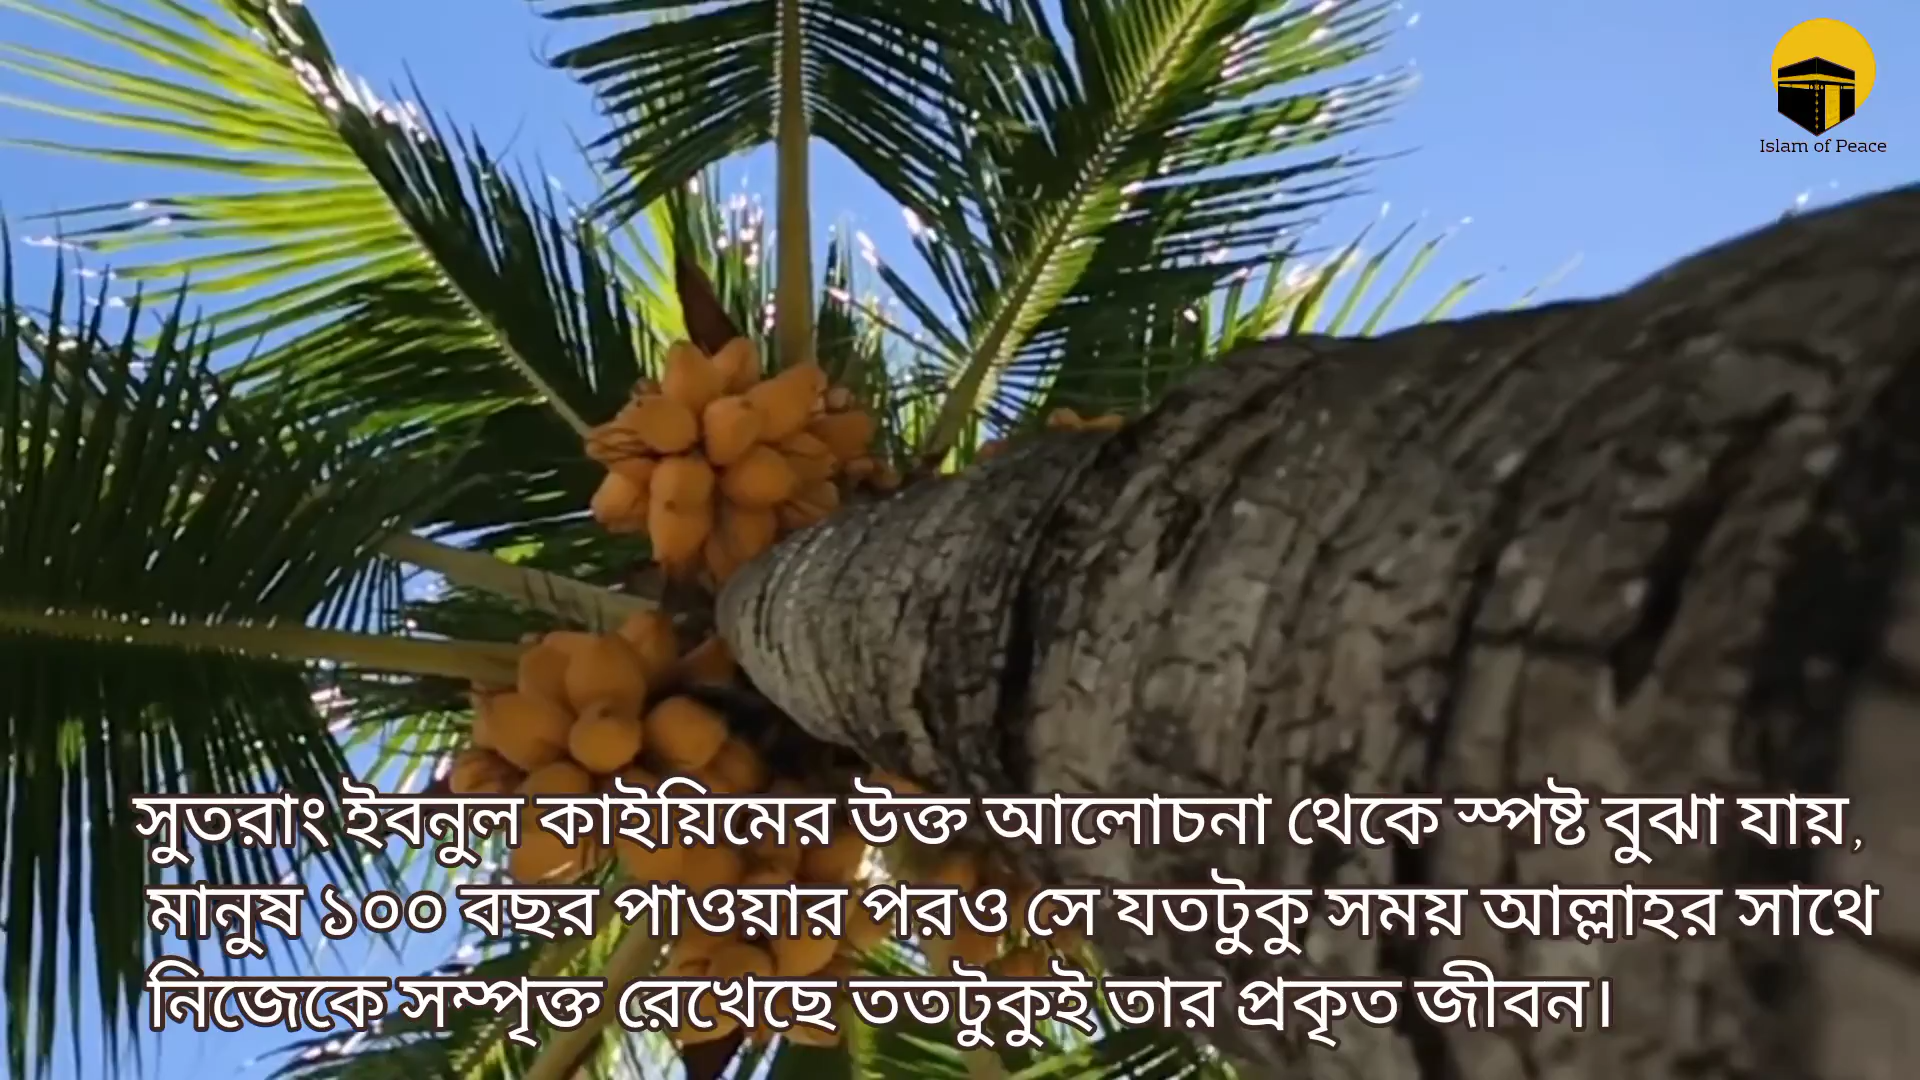 Islam of Peace
সুতরাং ইবনুল কাইয়িমের উক্ত আলোচনা থেকে স্পষ্ট বুঝা যায়,
মানুষ ১০০ বছর পাওয়ার পরও সে যতটুকু সময় আল্লাহর সাথে
নিজেকে সম্পৃক্ত রেখেছে ততটুকুই তার প্রকৃত জীবন।